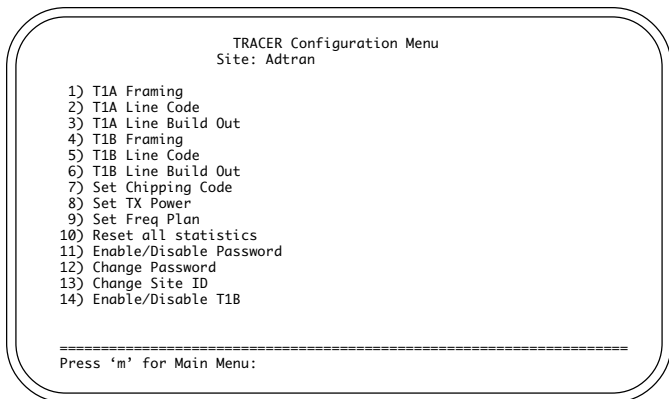 TRACER Configuration Menu
Site: Adtran
1) T1A Framing
2) T1A Line Code
3) T1A Line Build Out
4) T1B Framing
5) T1B Line Code
6) T1B Line Build Out
7) Set Chipping Code
8) Set TX Power
9) Set Freq Plan
10) Reset all statistics
11) Enable/Disable Password
12) Change Password
13) Change Site ID
14) Enable/Disable T1B
=====================================================================
Press ‘m’ for Main Menu: